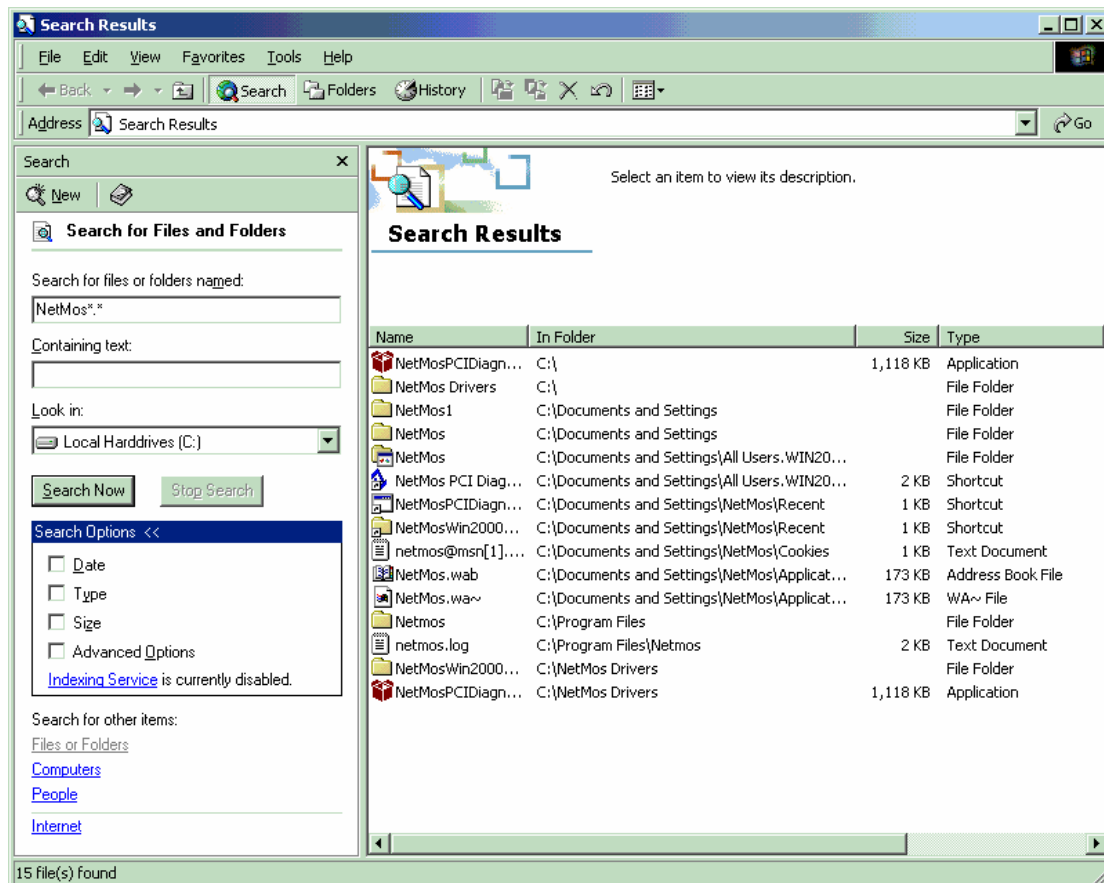 Search Results
File Edit View Favorites Tools Help
Back Search Folders History
Address Search Results Go
Search
New
Search for Files and Folders
Search for files or folders named:
NetMos*.*
Containing text:
Look in:
Local Harddrives (C:)
Search Now Stop Search
Search Options <<
Date
Type
Size
Advanced Options
Indexing Service is currently disabled.
Search for other items:
Files or Folders
Computers
People
Internet
Select an item to view its description.
Search Results
Name In Folder Size Type
NetMosPCIDiagn... C:\ 1,118 KB Application
NetMos Drivers C:\ File Folder
NetMos1 C:\Documents and Settings File Folder
NetMos C:\Documents and Settings File Folder
NetMos C:\Documents and Settings\All Users.WIN20... File Folder
NetMos PCI Diag... C:\Documents and Settings\All Users.WIN20... 2 KB Shortcut
NetMosPCIDiagn... C:\Documents and Settings\NetMos\Recent 1 KB Shortcut
NetMosWin2000... C:\Documents and Settings\NetMos\Recent 1 KB Shortcut
netmos@msn[1].... C:\Documents and Settings\NetMos\Cookies 1 KB Text Document
NetMos.wab C:\Documents and Settings\NetMos\Applicat... 173 KB Address Book File
NetMos.wa~ C:\Documents and Settings\NetMos\Applicat... 173 KB WA~ File
Netmos C:\Program Files File Folder
netmos.log C:\Program Files\Netmos 2 KB Text Document
NetMosWin2000... C:\NetMos Drivers File Folder
NetMosPCIDiagn... C:\NetMos Drivers 1,118 KB Application
15 file(s) found